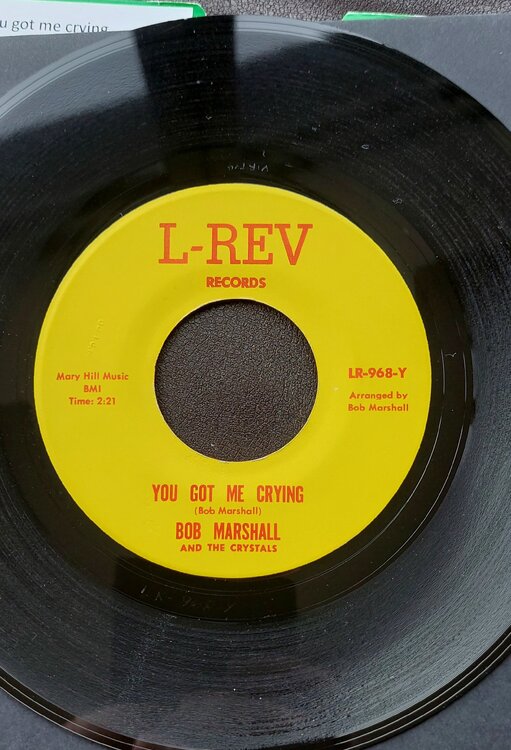 u got me crying
L-REV
RECORDS
Mary Hill Music
BMI
Time: 2:21
LR-968-Y
Arranged by
Bob Marshall
YOU GOT ME CRYING
(Bob Marshall)
BOB MARSHALL
AND THE CRYSTALS